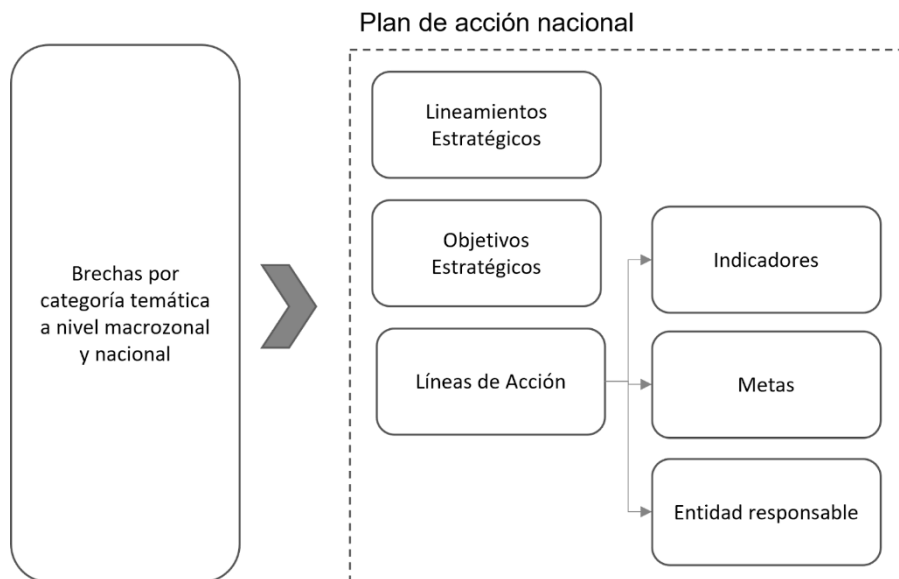 Plan de acción nacional
Brechas por
categoría temática
a nivel macrozonal
y nacional
Lineamientos
Estratégicos
Objetivos
Estratégicos
Líneas de Acción
Indicadores
Metas
Entidad responsable